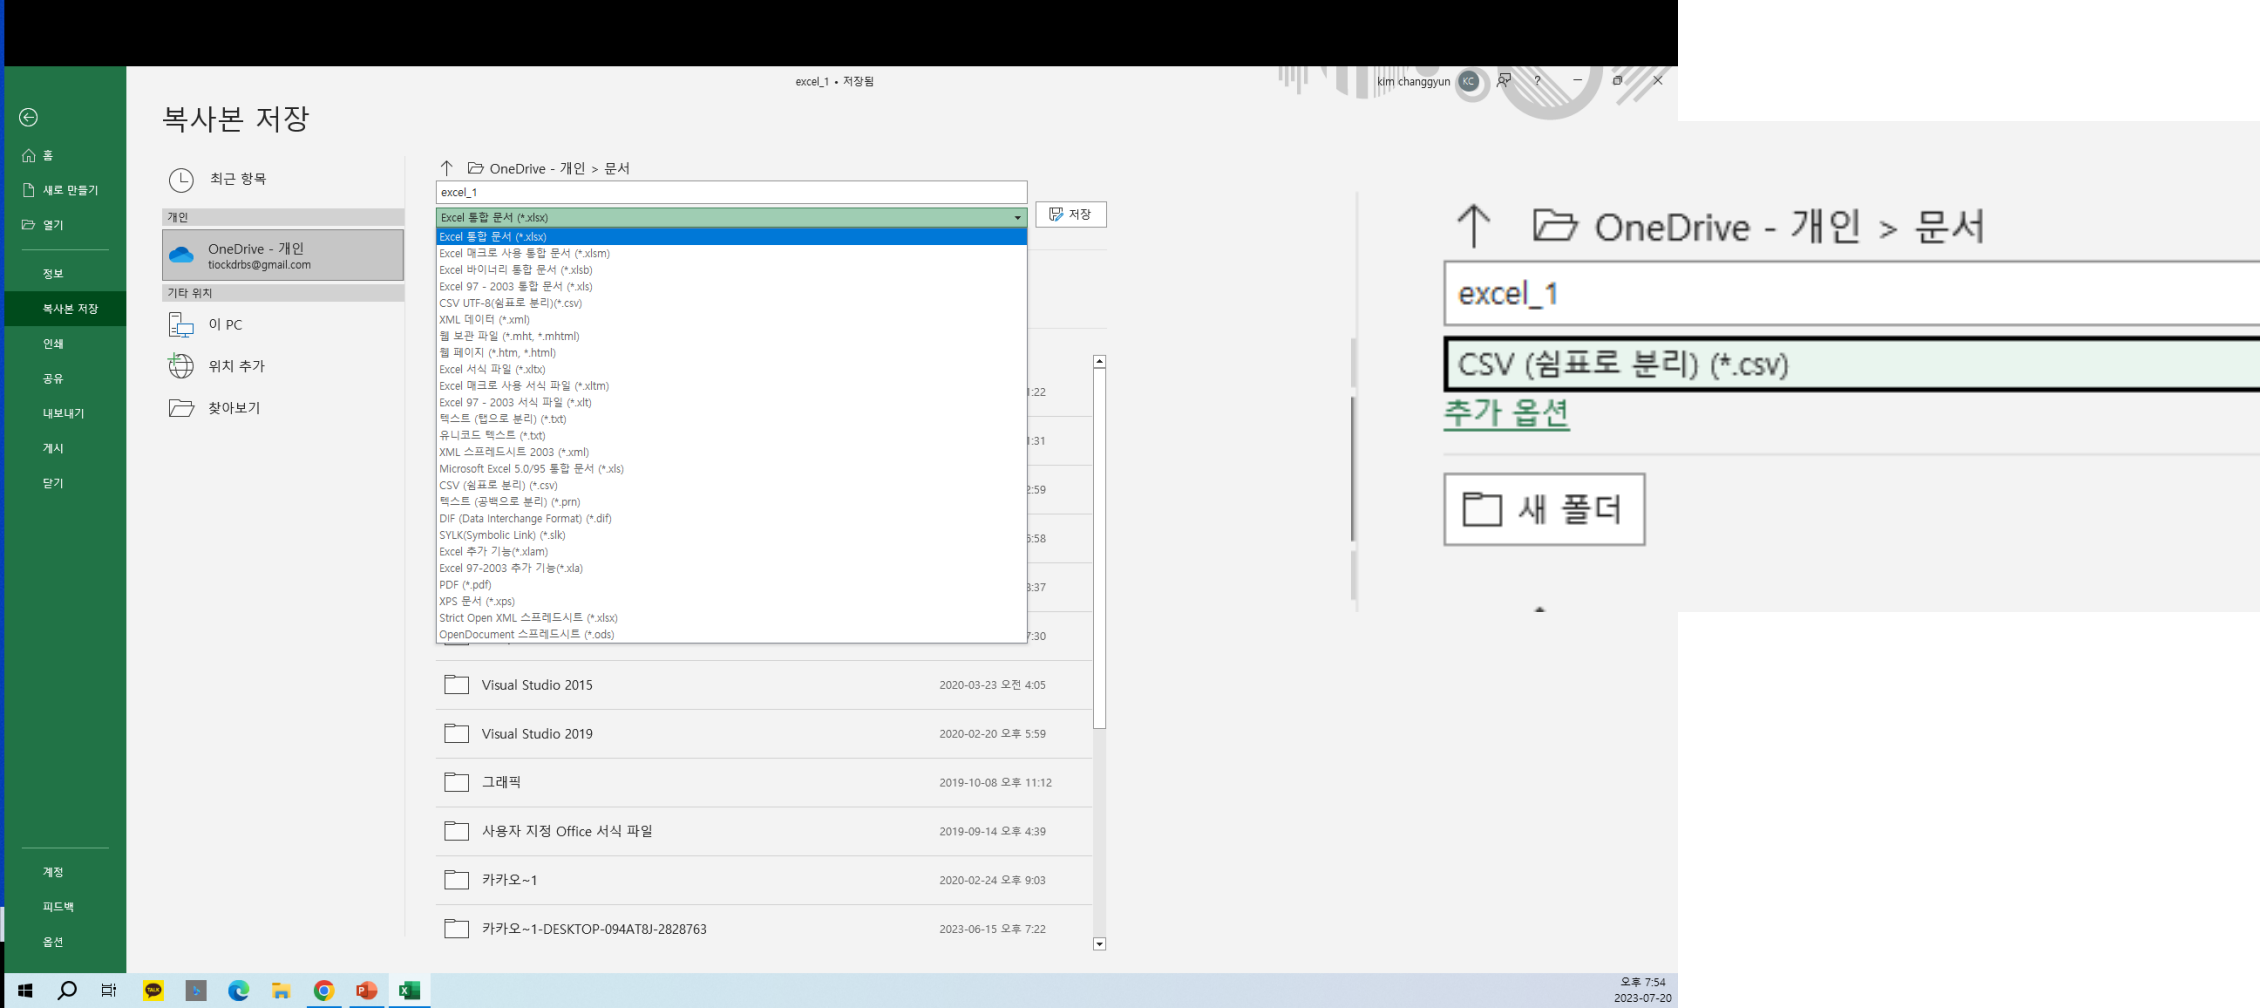 excel_1 • 저장됨
kim changgyun KC ?
복사본 저장
홈
새로 만들기
열기
정보
복사본 저장
인쇄
공유
내보내기
게시
닫기
계정
피드백
옵션
최근 항목
개인
OneDrive - 개인
tiockdrbs@gmail.com
기타 위치
이 PC
위치 추가
찾아보기
OneDrive - 개인 > 문서
excel_1
Excel 통합 문서 (*.xlsx)
저장
Excel 통합 문서 (*.xlsx)
Excel 매크로 사용 통합 문서 (*.xlsm)
Excel 바이너리 통합 문서 (*.xlsb)
Excel 97 - 2003 통합 문서 (*.xls)
CSV UTF-8(쉼표로 분리)(*.csv)
XML 데이터 (*.xml)
웹 보관 파일 (*.mht, *.mhtml)
웹 페이지 (*.htm, *.html)
Excel 서식 파일 (*.xltx)
Excel 매크로 사용 서식 파일 (*.xltm)
Excel 97 - 2003 서식 파일 (*.xlt)
텍스트 (탭으로 분리) (*.txt)
유니코드 텍스트 (*.txt)
XML 스프레드시트 2003 (*.xml)
Microsoft Excel 5.0/95 통합 문서 (*.xls)
CSV (쉼표로 분리) (*.csv)
텍스트 (공백으로 분리) (*.prn)
DIF (Data Interchange Format) (*.dif)
SYLK(Symbolic Link) (*.slk)
Excel 추가 기능(*.xlam)
Excel 97-2003 추가 기능(*.xla)
PDF (*.pdf)
XPS 문서 (*.xps)
Strict Open XML 스프레드시트 (*.xlsx)
OpenDocument 스프레드시트 (*.ods)
Visual Studio 2015 2020-03-23 오전 4:05
Visual Studio 2019 2020-02-20 오후 5:59
그래픽 2019-10-08 오후 11:12
사용자 지정 Office 서식 파일 2019-09-14 오후 4:39
카카오~1 2020-02-24 오후 9:03
카카오~1-DESKTOP-094AT8J-2828763 2023-06-15 오후 7:22
OneDrive - 개인 > 문서
excel_1
CSV (쉼표로 분리) (*.csv)
추가 옵션
새 폴더
TALK
오후 7:54
2023-07-20